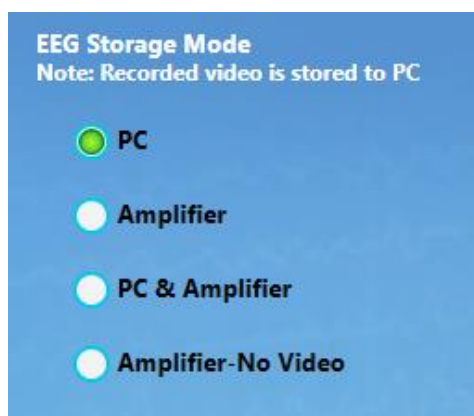 EEG Storage Mode
Note: Recorded video is stored to PC
PC
Amplifier
PC & Amplifier
Amplifier-No Video